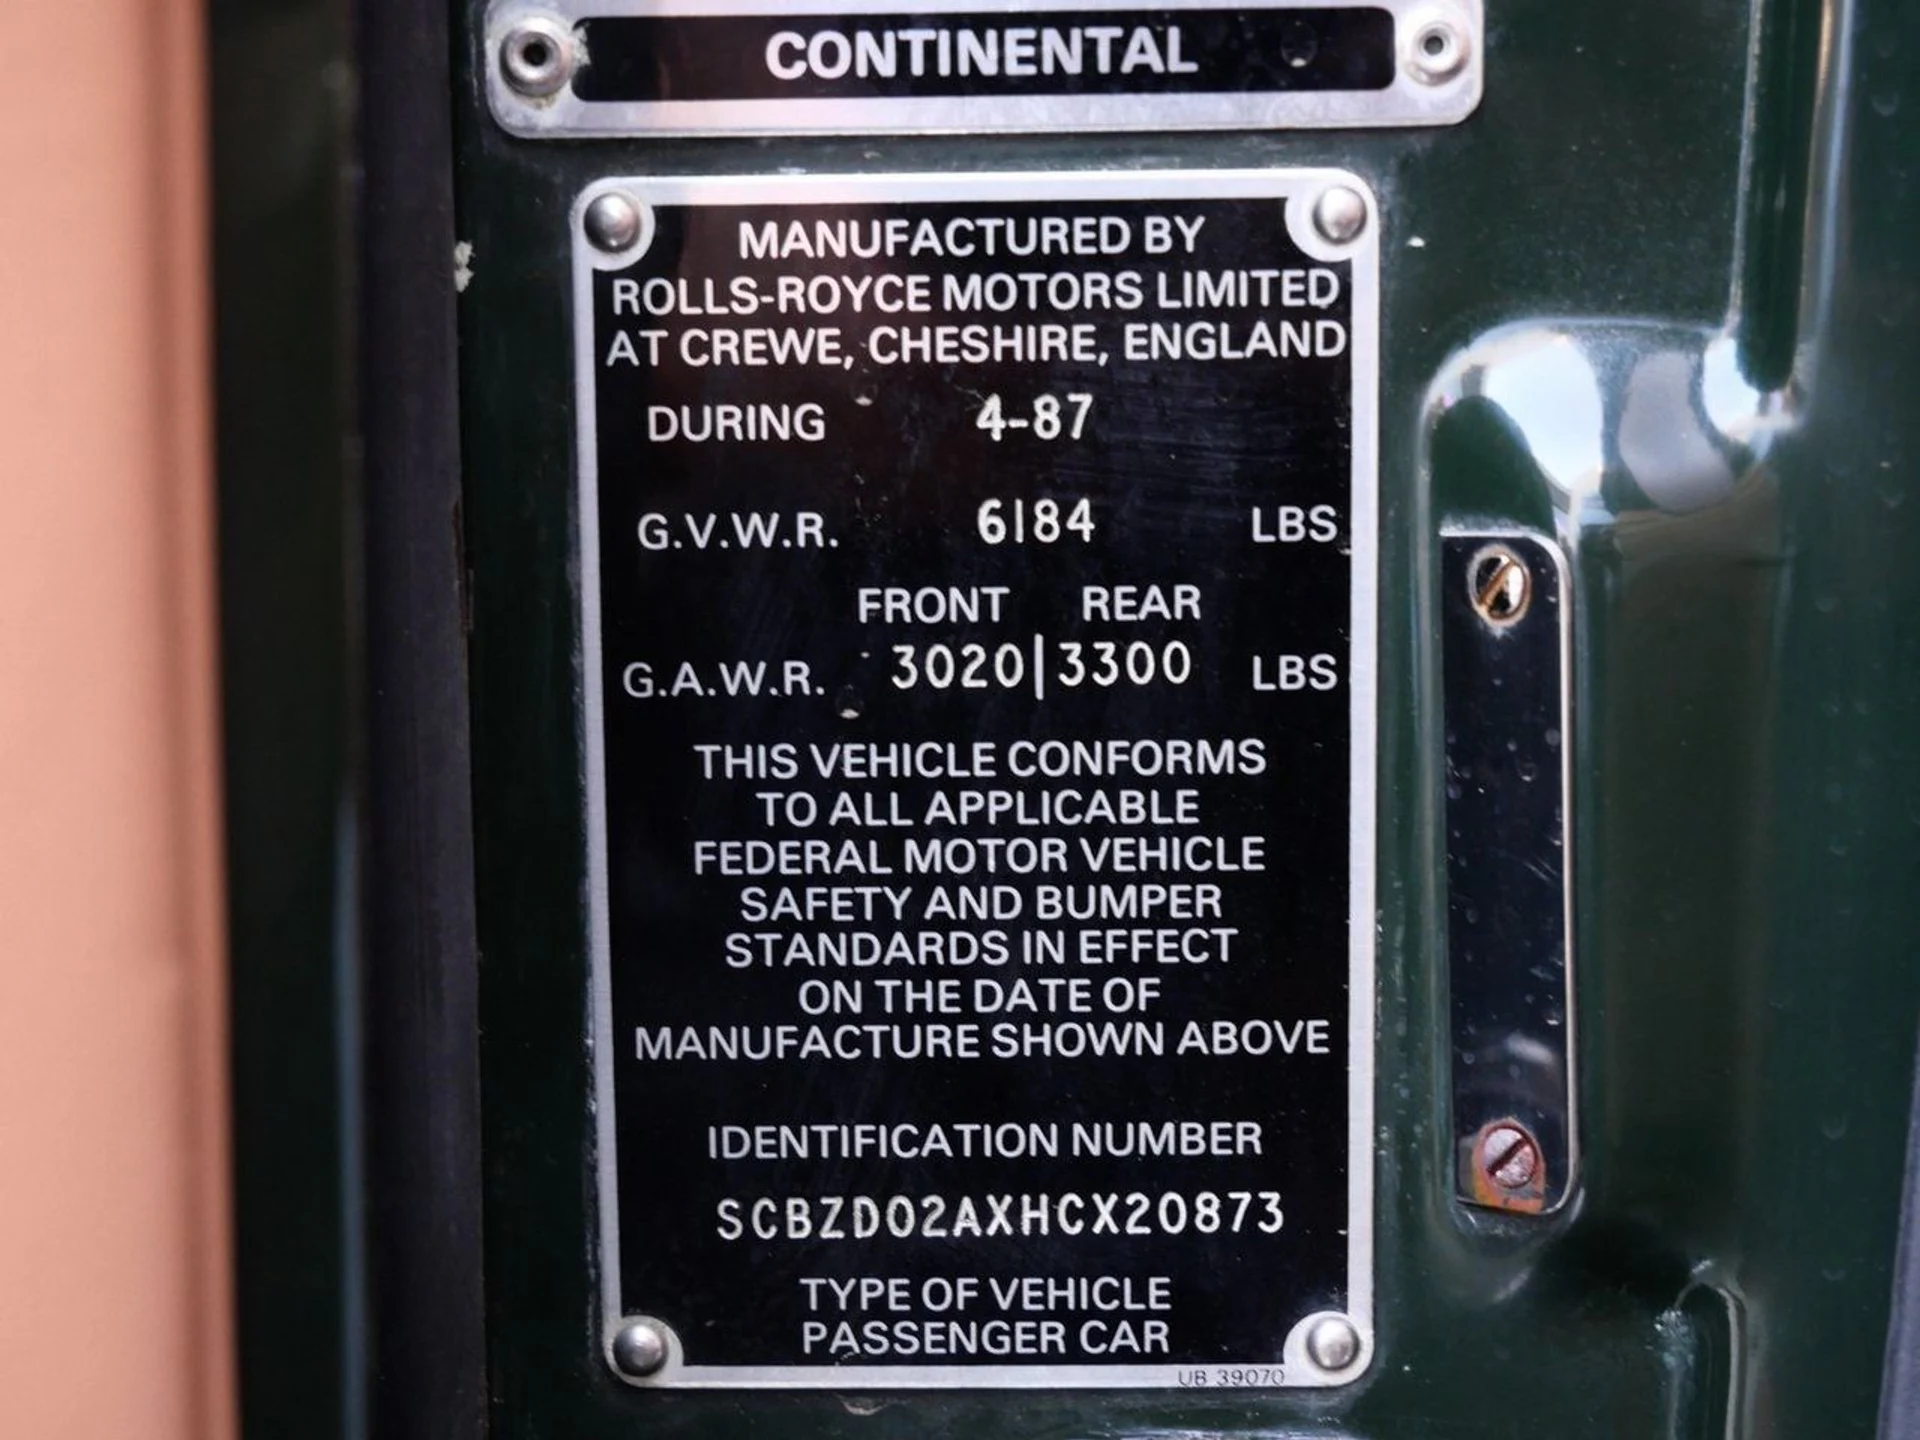 CONTINENTAL
MANUFACTURED BY
ROLLS-ROYCE MOTORS LIMITED
AT CREWE, CHESHIRE, ENGLAND
DURING 4-87
G.V.W.R. 6184 LBS
FRONT REAR
G.A.W.R. 3020|3300 LBS
THIS VEHICLE CONFORMS
TO ALL APPLICABLE
FEDERAL MOTOR VEHICLE
SAFETY AND BUMPER
STANDARDS IN EFFECT
ON THE DATE OF
MANUFACTURE SHOWN ABOVE
IDENTIFICATION NUMBER
SCBZD02AXHCX20873
TYPE OF VEHICLE
PASSENGER CAR
UB 39070